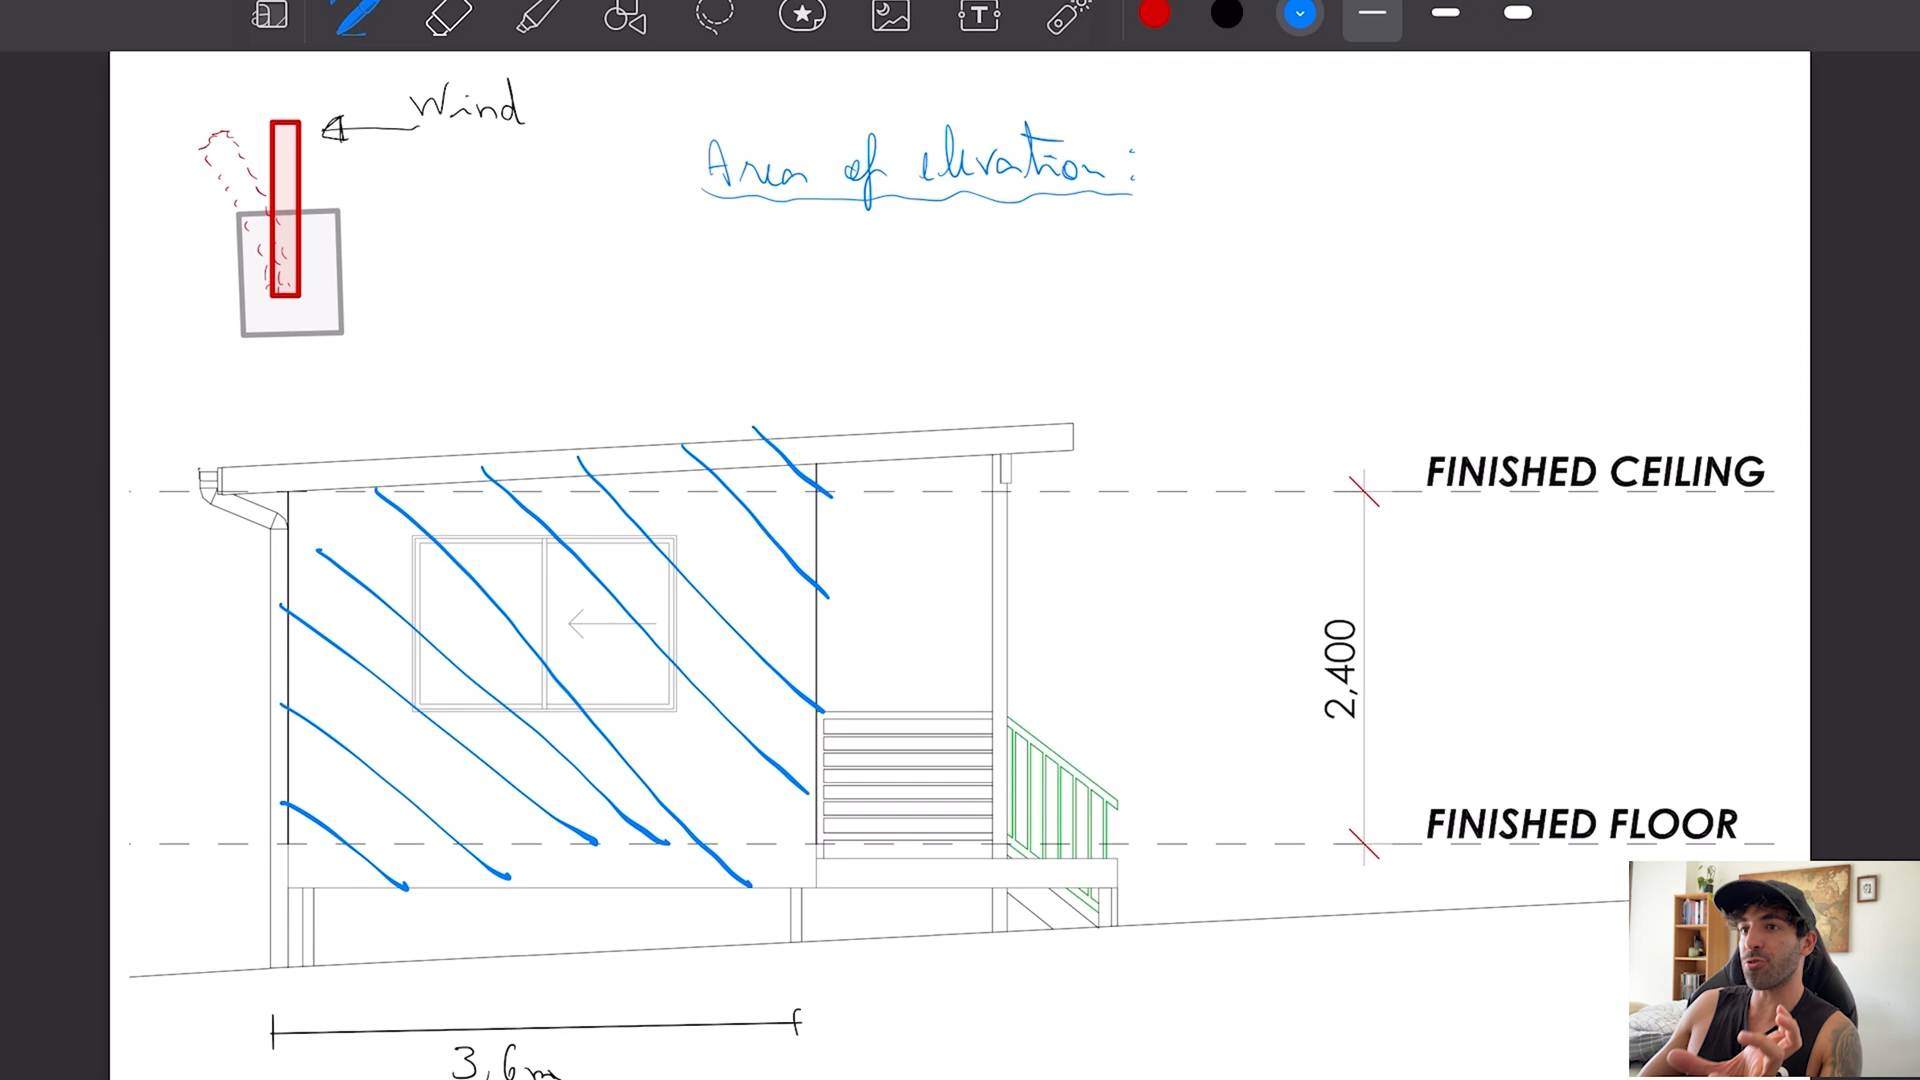 Wind
Area of elevation:
FINISHED CEILING
2,400
FINISHED FLOOR
3,6m